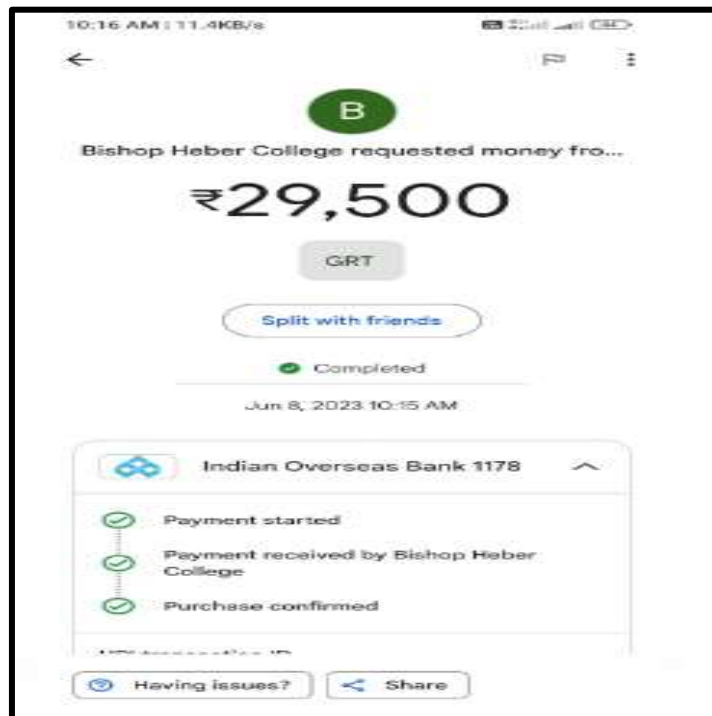 10:16 AM | 11.4KB/s
B
Bishop Heber College requested money fro...
₹29,500
GRT
Split with friends
Completed
Jun 8, 2023 10:15 AM
Indian Overseas Bank 1178
Payment started
Payment received by Bishop Heber
College
Purchase confirmed
Having issues?
Share